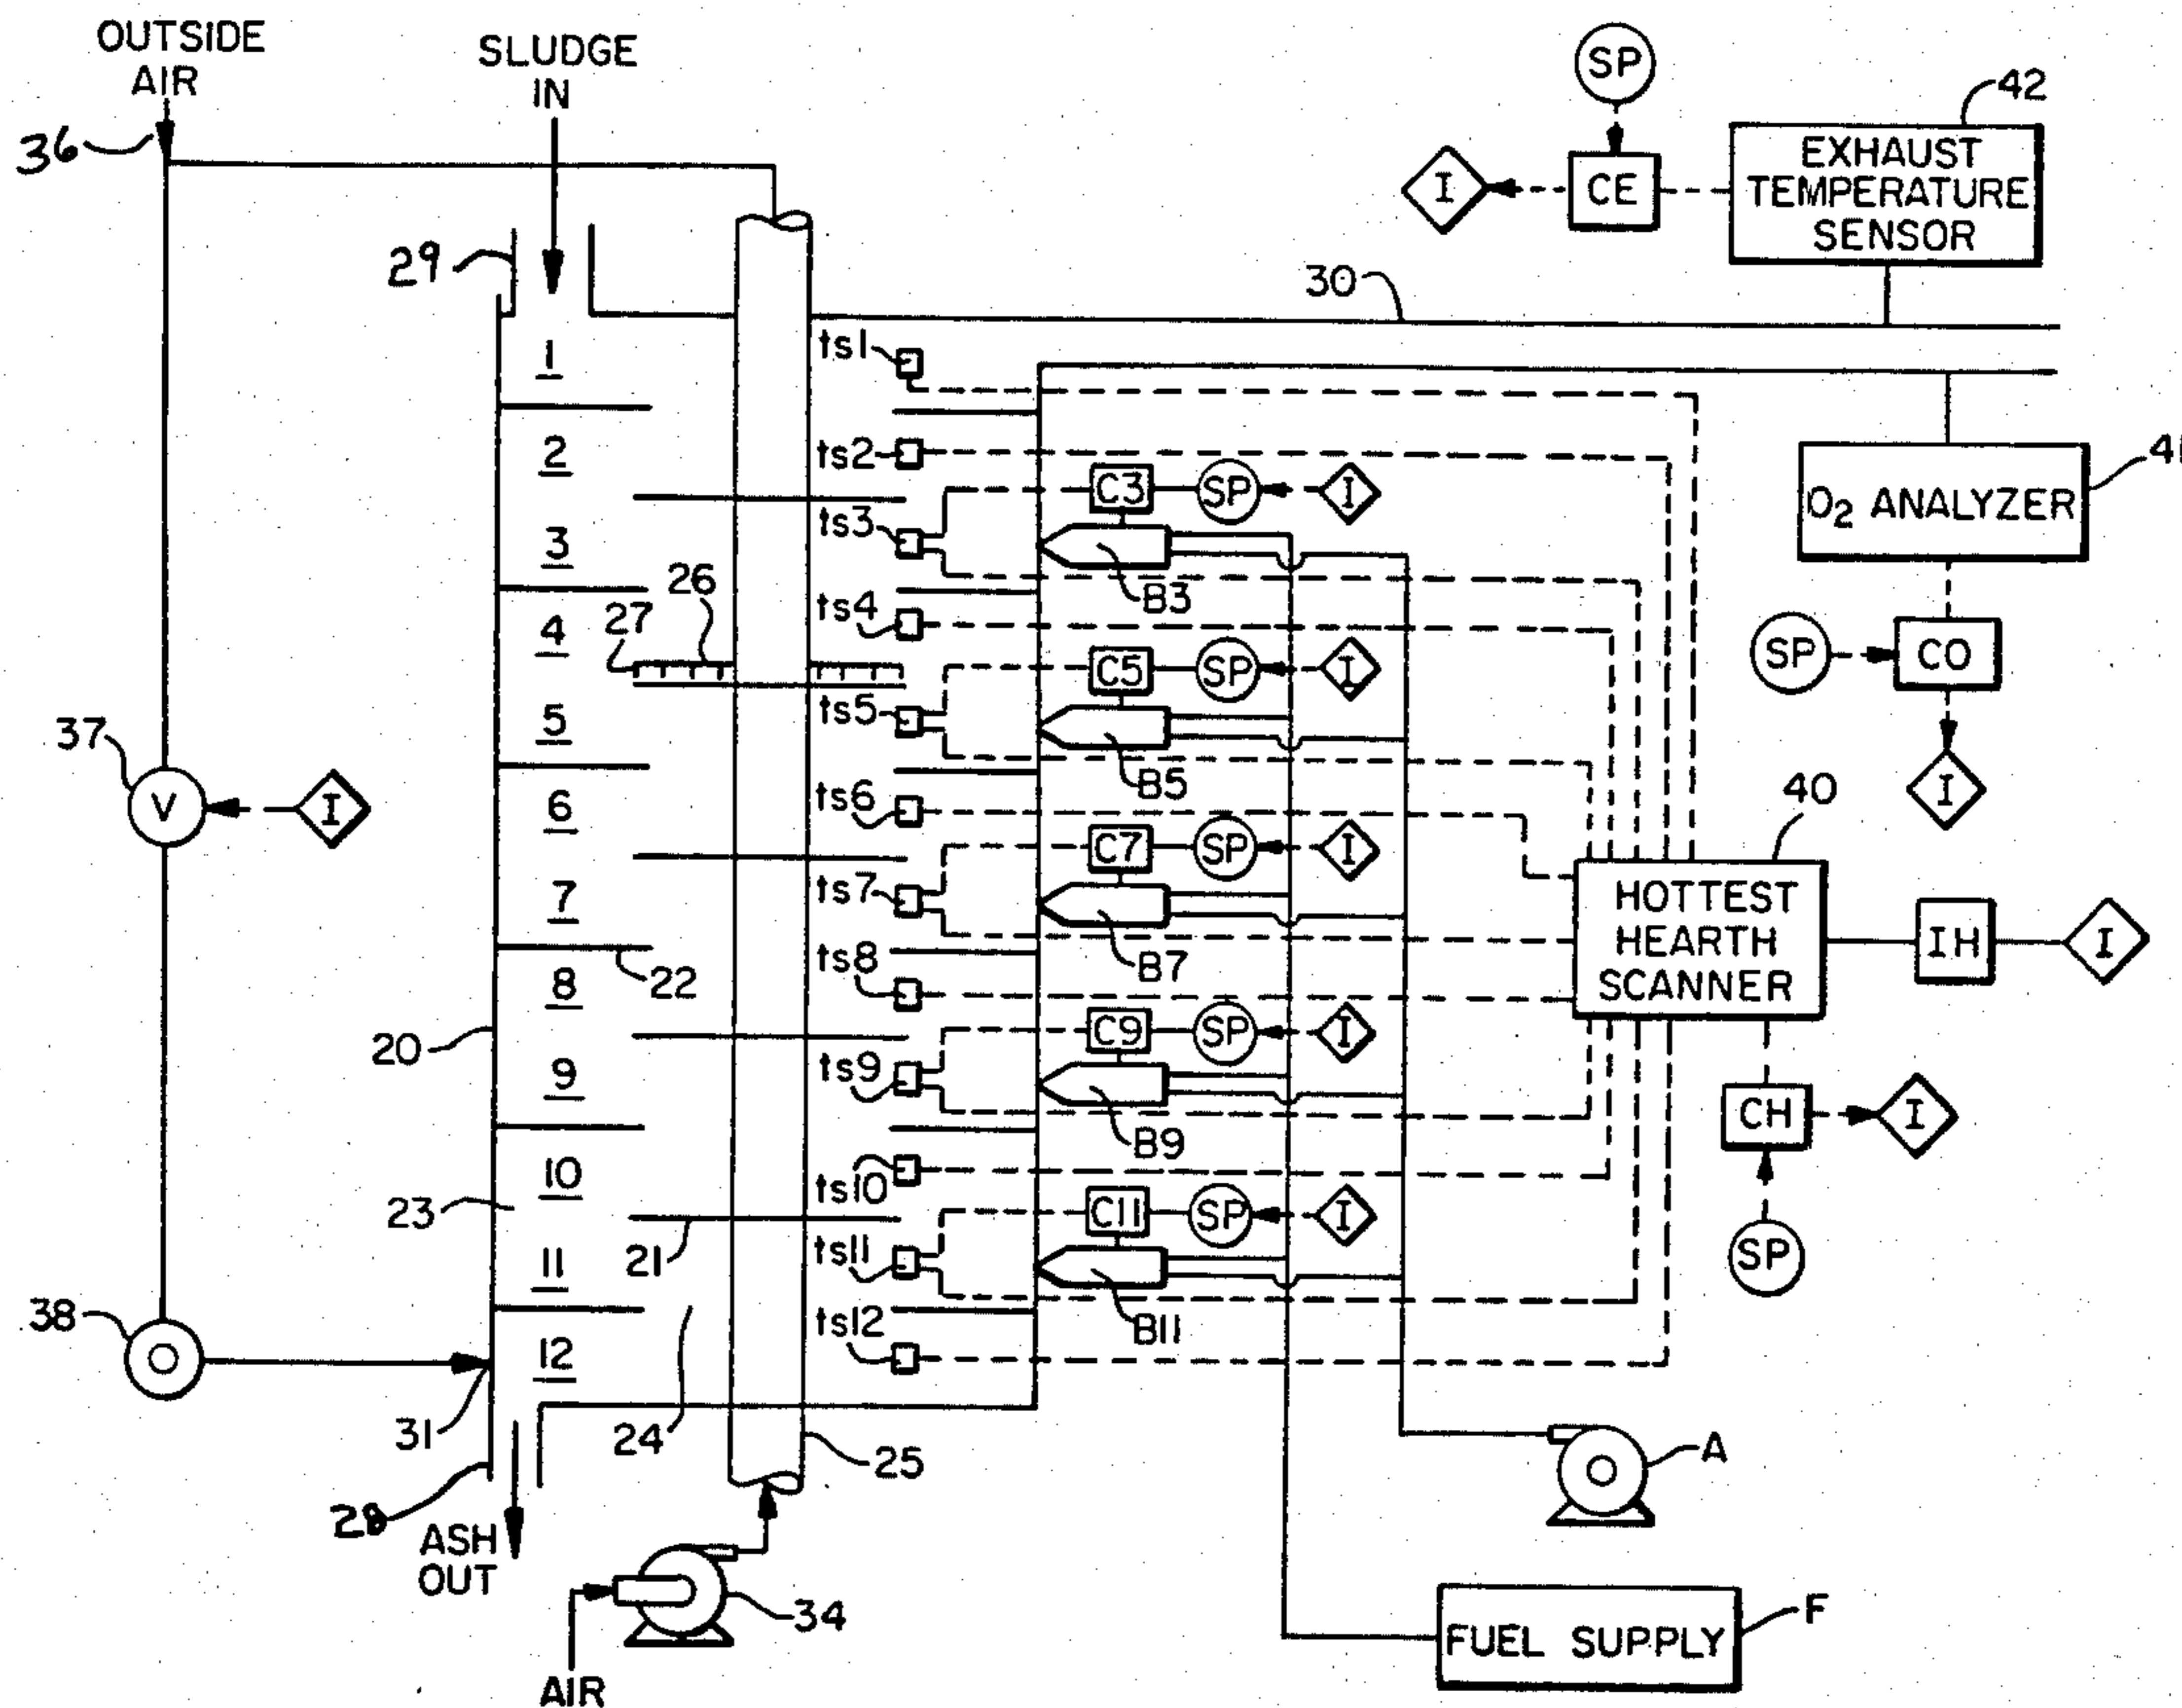 OUTSIDE
AIR
36
SLUDGE
IN
29
SP
CE
I
42
EXHAUST
TEMPERATURE
SENSOR
30
1
2
3
4
5
6
7
8
9
10
11
12
ts1
ts2
ts3
ts4
ts5
ts6
ts7
ts8
ts9
ts10
ts11
ts12
C3
SP
I
B3
C5
SP
I
B5
C7
SP
I
B7
C9
SP
I
B9
C11
SP
I
B11
26
27
22
20
23
21
24
25
41
O2 ANALYZER
SP
CO
I
37
V
I
40
HOTTEST
HEARTH
SCANNER
IH
I
CH
I
SP
38
31
28
ASH
OUT
34
AIR
A
FUEL SUPPLY
F